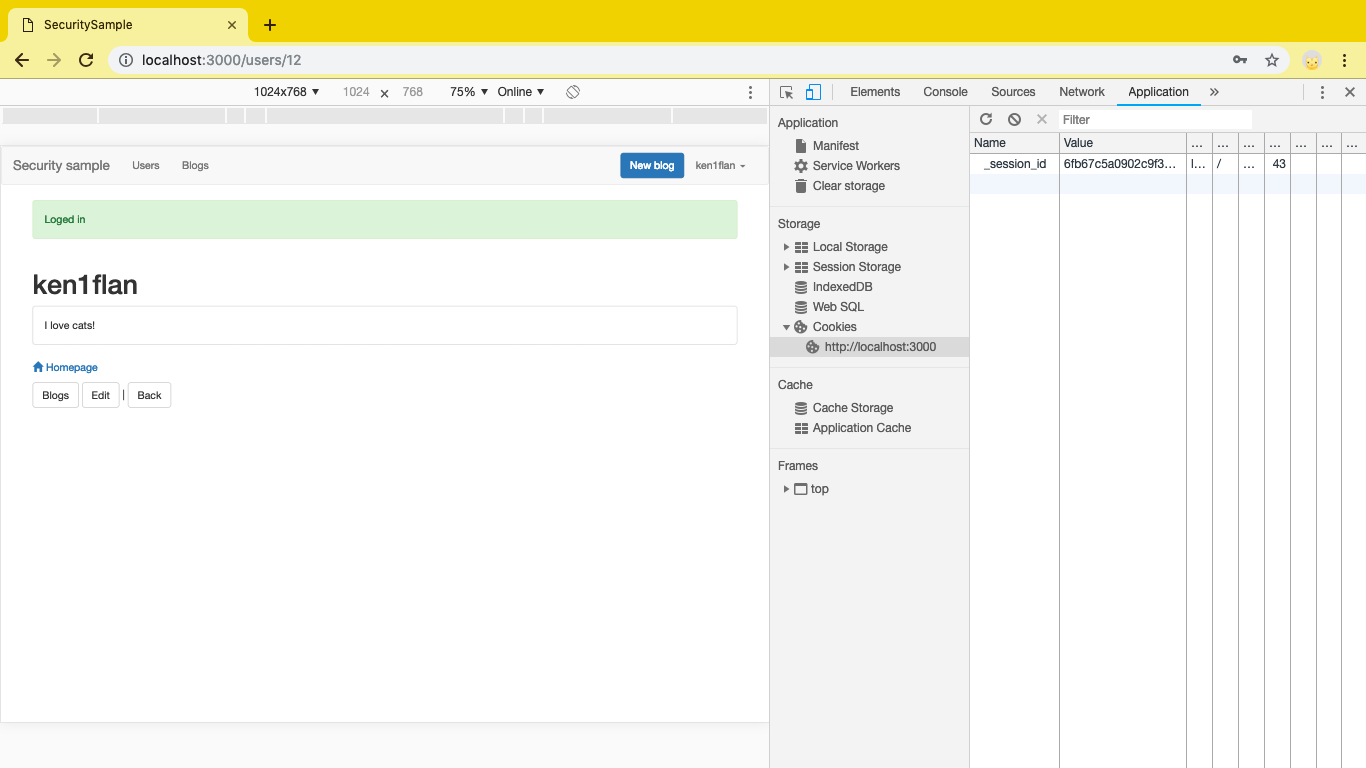 SecuritySample
localhost:3000/users/12
1024x768 1024 x 768 75% Online
Elements Console Sources Network Application
Security sample Users Blogs New blog ken1flan
Loged in
ken1flan
I love cats!
Homepage
Blogs Edit | Back
Application
Manifest
Service Workers
Clear storage
Storage
Local Storage
Session Storage
IndexedDB
Web SQL
Cookies
http://localhost:3000
Cache
Cache Storage
Application Cache
Frames
top
Filter
Name Value ... ... ... ... ... ... ...
_session_id 6fb67c5a0902c9f3... l... / ... 43